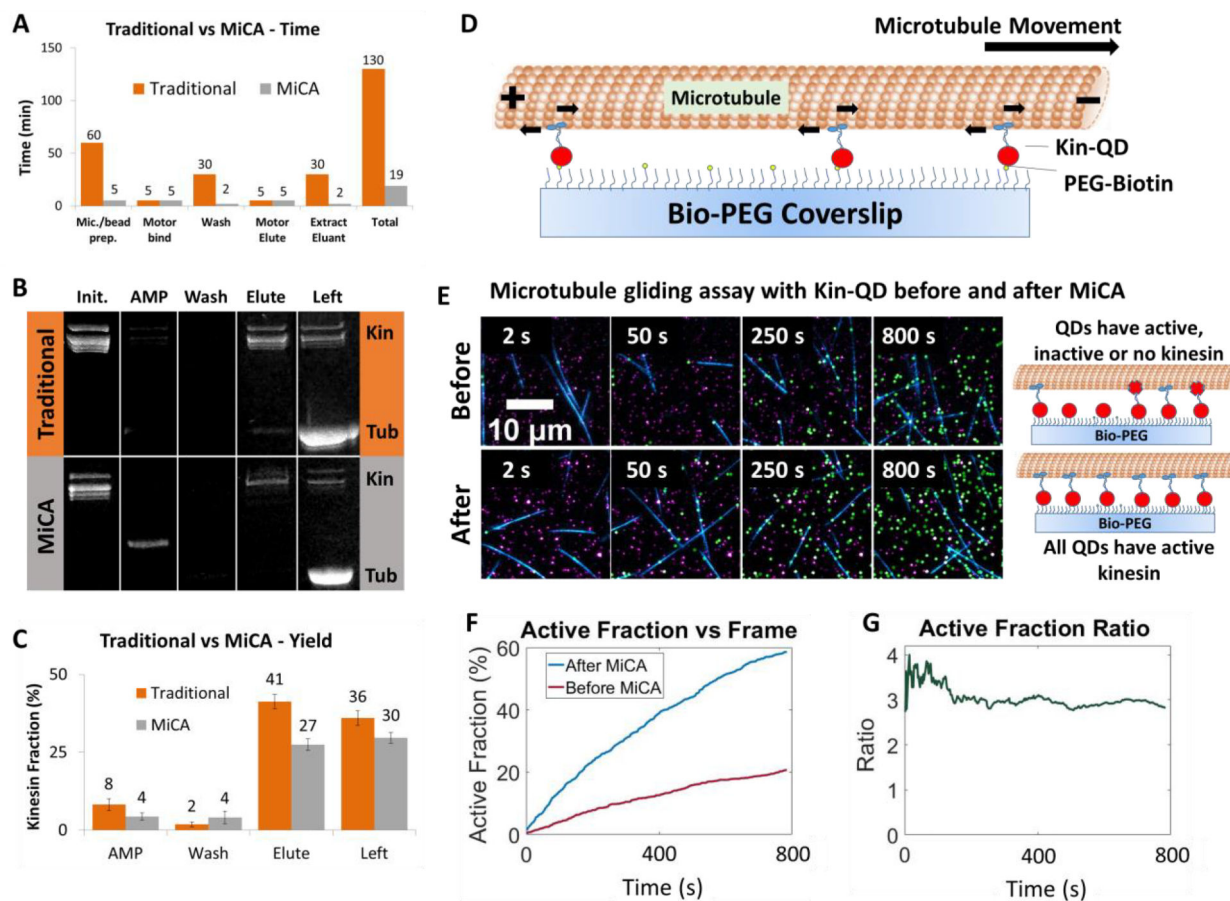 A
Traditional vs MiCA - Time
Time (min)
150
100
50
0
Traditional
MiCA
60
5
5
5
30
2
5
5
30
2
130
19
Mic./bead
prep.
Motor
bind
Wash
Motor
Elute
Extract
Eluant
Total
B
Init.
AMP
Wash
Elute
Left
Traditional
Kin
Tub
MiCA
Kin
Tub
C
Traditional vs MiCA - Yield
Kinesin Fraction (%)
50
25
0
Traditional
MiCA
8
4
2
4
41
27
36
30
AMP
Wash
Elute
Left
D
Microtubule Movement
+
Microtubule
−
Kin-QD
PEG-Biotin
Bio-PEG Coverslip
E
Microtubule gliding assay with Kin-QD before and after MiCA
Before
2 s
50 s
250 s
800 s
10 μm
After
2 s
50 s
250 s
800 s
QDs have active,
inactive or no kinesin
Bio-PEG
Bio-PEG
All QDs have active
kinesin
F
Active Fraction vs Frame
Active Fraction (%)
60
40
20
0
After MiCA
Before MiCA
0
400
800
Time (s)
G
Active Fraction Ratio
Ratio
4
3
2
1
0
0
400
800
Time (s)